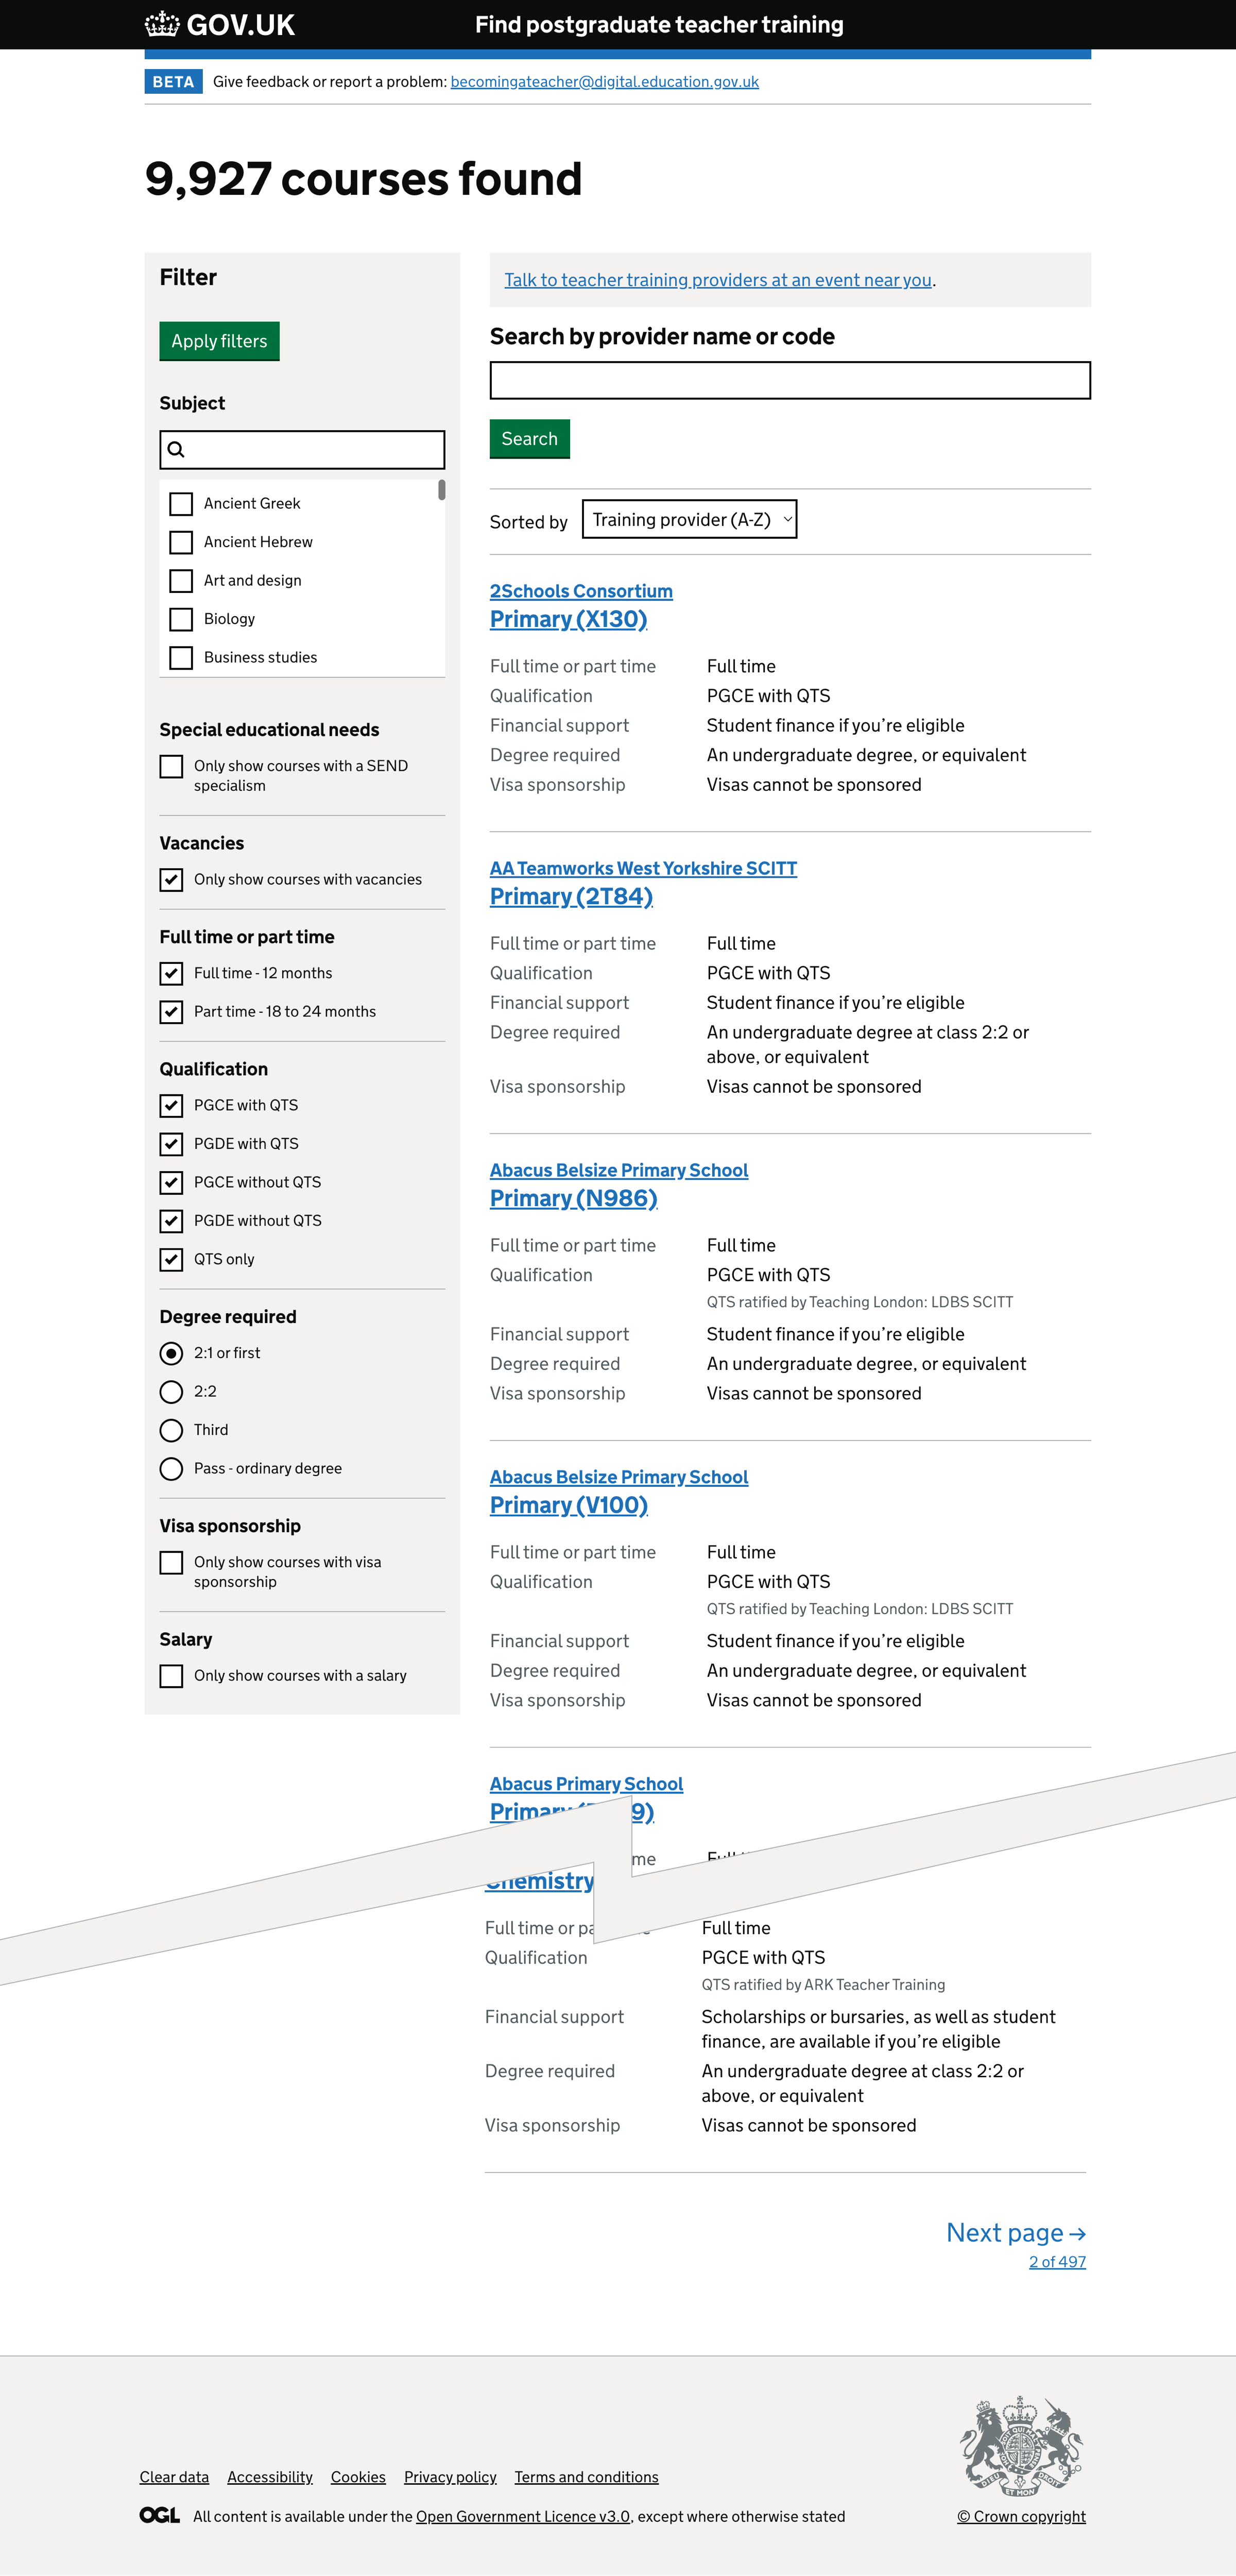 GOV.UK
Find postgraduate teacher training
BETA
Give feedback or report a problem: becomingateacher@digital.education.gov.uk
9,927 courses found
Filter
Apply filters
Subject
Ancient Greek
Ancient Hebrew
Art and design
Biology
Business studies
Special educational needs
Only show courses with a SEND
specialism
Vacancies
Only show courses with vacancies
Full time or part time
Full time - 12 months
Part time - 18 to 24 months
Qualification
PGCE with QTS
PGDE with QTS
PGCE without QTS
PGDE without QTS
QTS only
Degree required
2:1 or first
2:2
Third
Pass - ordinary degree
Visa sponsorship
Only show courses with visa
sponsorship
Salary
Only show courses with a salary
Talk to teacher training providers at an event near you.
Search by provider name or code
Search
Sorted by Training provider (A-Z)
2Schools Consortium
Primary (X130)
Full time or part time Full time
Qualification PGCE with QTS
Financial support Student finance if you’re eligible
Degree required An undergraduate degree, or equivalent
Visa sponsorship Visas cannot be sponsored
AA Teamworks West Yorkshire SCITT
Primary (2T84)
Full time or part time Full time
Qualification PGCE with QTS
Financial support Student finance if you’re eligible
Degree required An undergraduate degree at class 2:2 or
above, or equivalent
Visa sponsorship Visas cannot be sponsored
Abacus Belsize Primary School
Primary (N986)
Full time or part time Full time
Qualification PGCE with QTS
QTS ratified by Teaching London: LDBS SCITT
Financial support Student finance if you’re eligible
Degree required An undergraduate degree, or equivalent
Visa sponsorship Visas cannot be sponsored
Abacus Belsize Primary School
Primary (V100)
Full time or part time Full time
Qualification PGCE with QTS
QTS ratified by Teaching London: LDBS SCITT
Financial support Student finance if you’re eligible
Degree required An undergraduate degree, or equivalent
Visa sponsorship Visas cannot be sponsored
Abacus Primary School
Primary
Chemistry
Full time or Full time
Qualification PGCE with QTS
QTS ratified by ARK Teacher Training
Financial support Scholarships or bursaries, as well as student
finance, are available if you’re eligible
Degree required An undergraduate degree at class 2:2 or
above, or equivalent
Visa sponsorship Visas cannot be sponsored
Next page →
2 of 497
Clear data Accessibility Cookies Privacy policy Terms and conditions
OGL All content is available under the Open Government Licence v3.0, except where otherwise stated
© Crown copyright